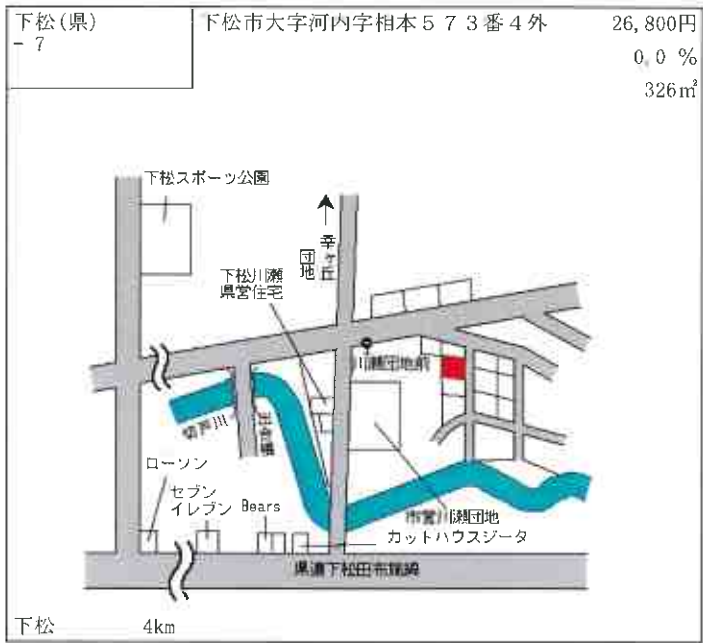 下松(県)
- 7
下松市大字河内字相本５７３番４外
26,800円
0.0 %
326㎡
下松スポーツ公園
幸ヶ丘
団地
下松川瀬
県営住宅
川瀬団地前
切戸川
ローソン
セブン
イレブン
Bears
市営川瀬団地
カットハウスジータ
県道下松田布施線
下松
4km